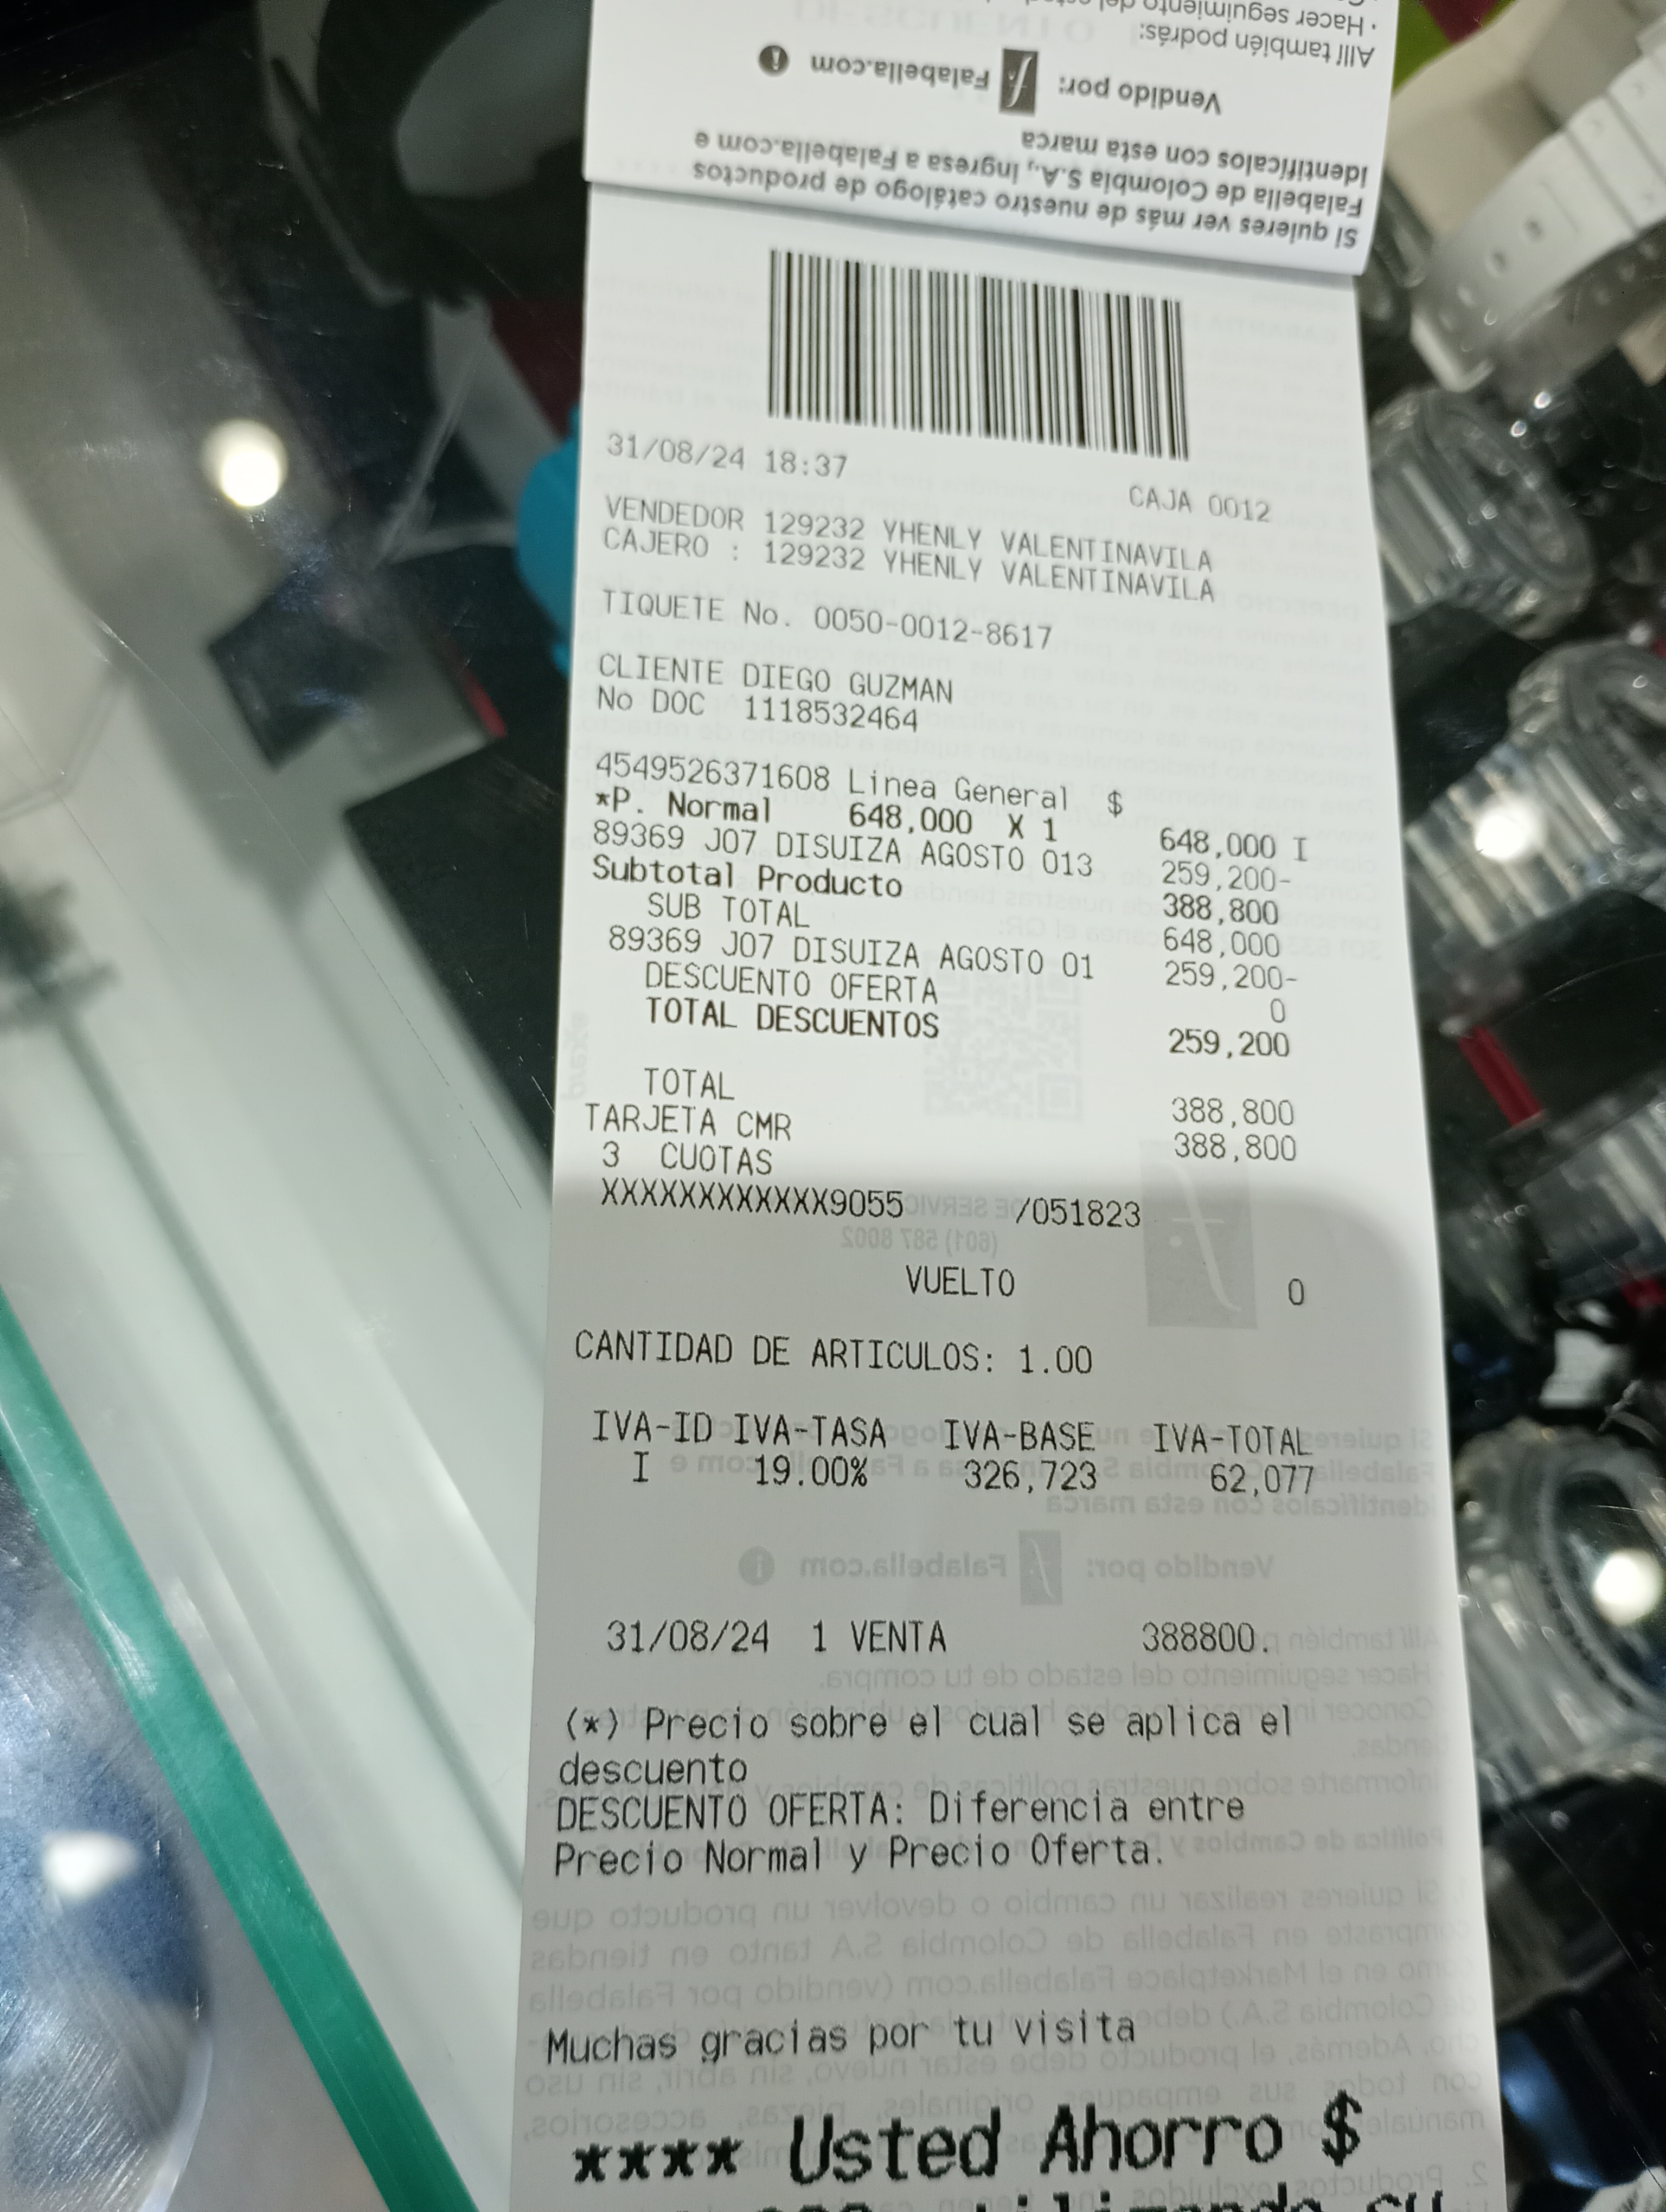 · Hacer seguimiento del
Allí también podrás:
Vendido por: Falabella.com
Identifícalos con esta marca
Falabella de Colombia S.A., Ingresa a Falabella.com e
Si quieres ver más de nuestro catálogo de productos
31/08/24 18:37
CAJA 0012
VENDEDOR 129232 YHENLY VALENTINAVILA
CAJERO : 129232 YHENLY VALENTINAVILA
TIQUETE No. 0050-0012-8617
CLIENTE DIEGO GUZMAN
No DOC 1118532464
4549526371608 Linea General $
*P. Normal 648,000 X 1 648,000 I
89369 J07 DISUIZA AGOSTO 013 259,200-
Subtotal Producto 388,800
SUB TOTAL 648,000
89369 J07 DISUIZA AGOSTO 01 259,200-
DESCUENTO OFERTA 0
TOTAL DESCUENTOS 259,200
TOTAL 388,800
TARJETA CMR 388,800
3 CUOTAS
XXXXXXXXXXXX9055 /051823
VUELTO 0
CANTIDAD DE ARTICULOS: 1.00
IVA-ID IVA-TASA IVA-BASE IVA-TOTAL
I 19.00% 326,723 62,077
31/08/24 1 VENTA 388800.
(*) Precio sobre el cual se aplica el
descuento
DESCUENTO OFERTA: Diferencia entre
Precio Normal y Precio Oferta.
Muchas gracias por tu visita
**** Usted Ahorro $